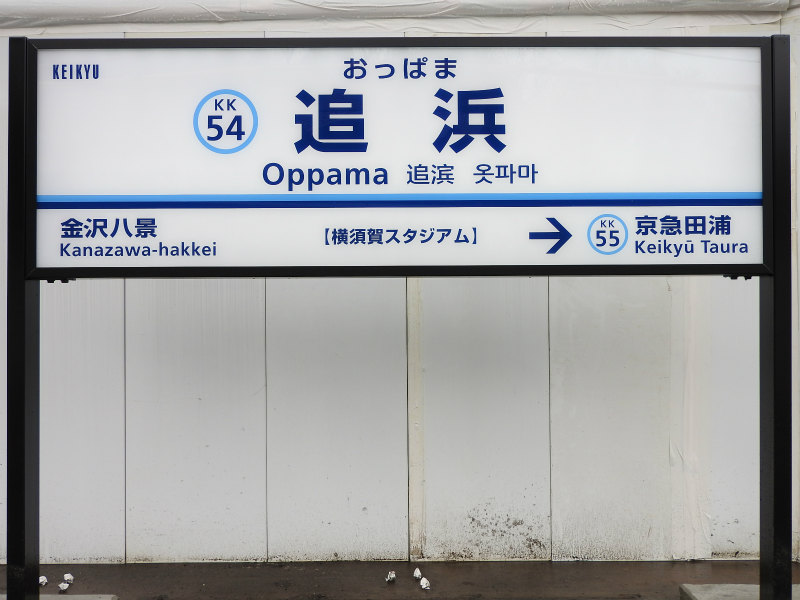 KEIKYU
おっぱま
KK
54
追浜
Oppama 追滨 옷파마
金沢八景
Kanazawa-hakkei
【横須賀スタジアム】
→
KK
55
京急田浦
Keikyū Taura